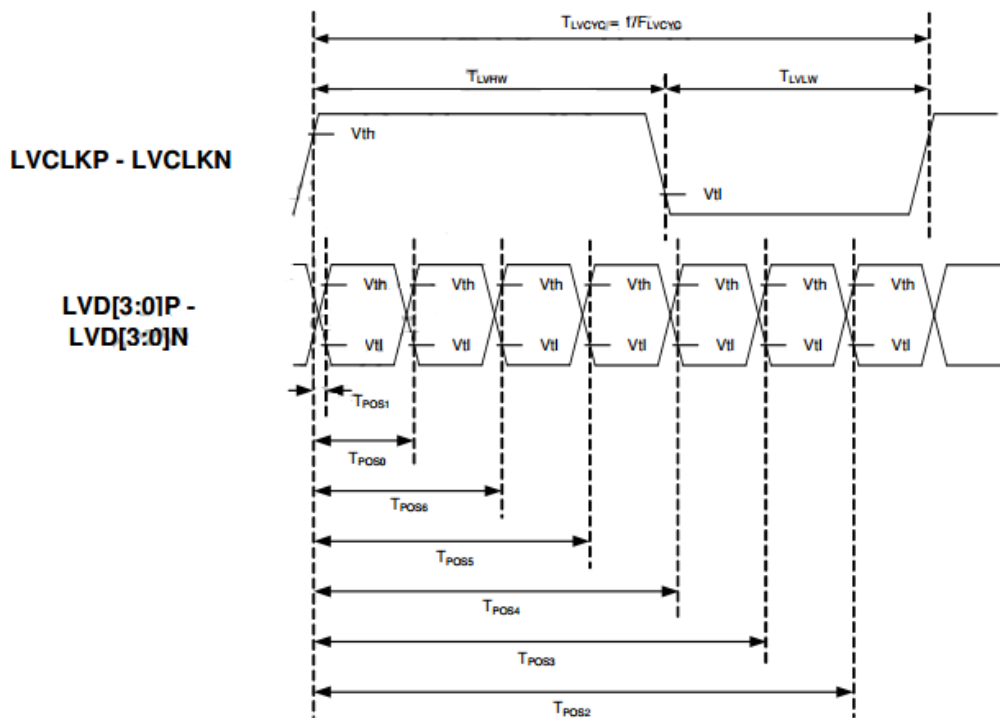 TLVCYC/ = 1/FLVCYC
TLVHW
TLVLW
Vth
LVCLKP - LVCLKN
Vtl
Vth Vth Vth Vth Vth Vth Vth
LVD[3:0]P -
LVD[3:0]N
Vtl Vtl Vtl Vtl Vtl Vtl Vtl
TPOS1
TPOS0
TPOS6
TPOS5
TPOS4
TPOS3
TPOS2